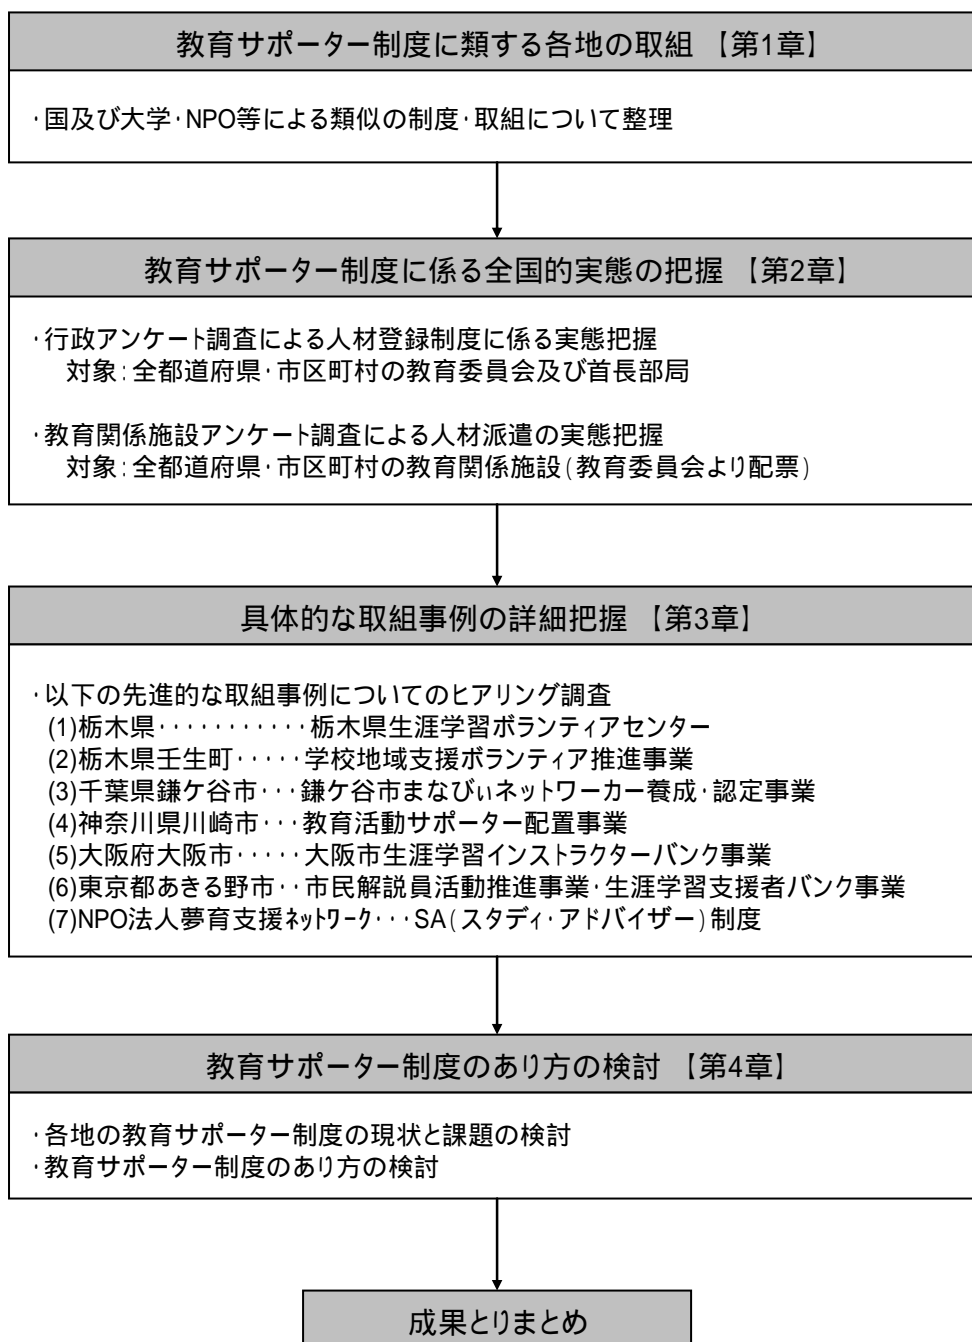 教育サポーター制度に類する各地の取組 【第1章】
・国及び大学・NPO等による類似の制度・取組について整理
教育サポーター制度に係る全国的実態の把握 【第2章】
・行政アンケート調査による人材登録制度に係る実態把握
対象:全都道府県・市区町村の教育委員会及び首長部局
・教育関係施設アンケート調査による人材派遣の実態把握
対象:全都道府県・市区町村の教育関係施設(教育委員会より配票)
具体的な取組事例の詳細把握 【第3章】
・以下の先進的な取組事例についてのヒアリング調査
(1)栃木県・・・・・・・・・・・栃木県生涯学習ボランティアセンター
(2)栃木県壬生町・・・・・学校地域支援ボランティア推進事業
(3)千葉県鎌ケ谷市・・・鎌ケ谷市まなびぃネットワーカー養成・認定事業
(4)神奈川県川崎市・・・教育活動サポーター配置事業
(5)大阪府大阪市・・・・・大阪市生涯学習インストラクターバンク事業
(6)東京都あきる野市・・市民解説員活動推進事業・生涯学習支援者バンク事業
(7)NPO法人夢育支援ネットワーク・・・SA(スタディ・アドバイザー)制度
教育サポーター制度のあり方の検討 【第4章】
・各地の教育サポーター制度の現状と課題の検討
・教育サポーター制度のあり方の検討
成果とりまとめ